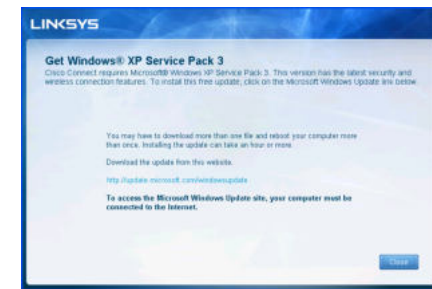 LINKSYS
Get Windows® XP Service Pack 3
Cisco Connect requires Microsoft® Windows XP Service Pack 3. This version has the latest security and
wireless connection features. To install this free update, click on the Microsoft Windows Update link below.
You may have to download more than one file and reboot your computer more
than once. Installing the update can take an hour or more.
Download the update from this website.
http://update.microsoft.com/windowsupdate
To access the Microsoft Windows Update site, your computer must be
connected to the Internet.
Close